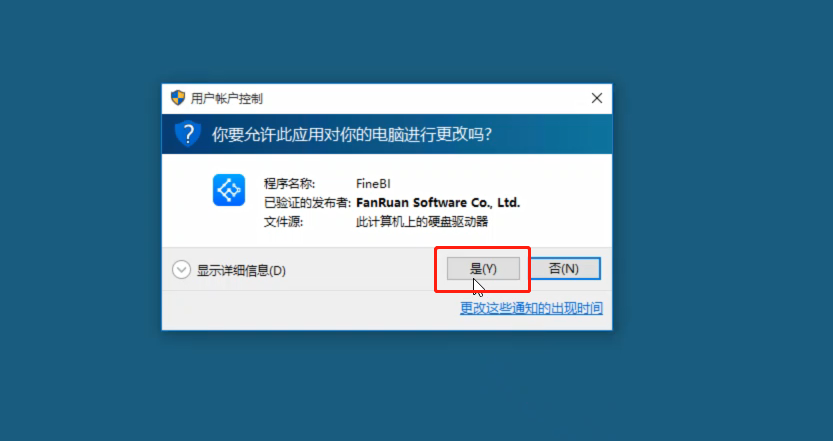 用户帐户控制
你要允许此应用对你的电脑进行更改吗?
程序名称: FineBI
已验证的发布者: FanRuan Software Co., Ltd.
文件源: 此计算机上的硬盘驱动器
显示详细信息(D) 是(Y) 否(N)
更改这些通知的出现时间